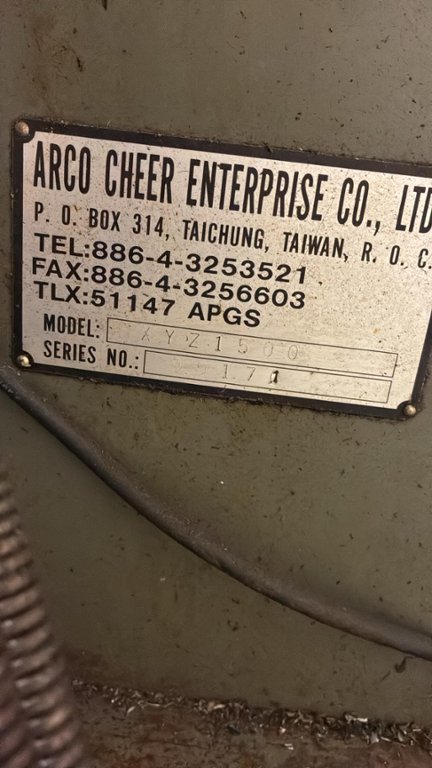 ARCO CHEER ENTERPRISE CO., LTD
P. O. BOX 314, TAICHUNG, TAIWAN, R. O. C.
TEL:886-4-3253521
FAX:886-4-3256603
TLX:51147 APGS
MODEL: XYZ1500
SERIES NO.: